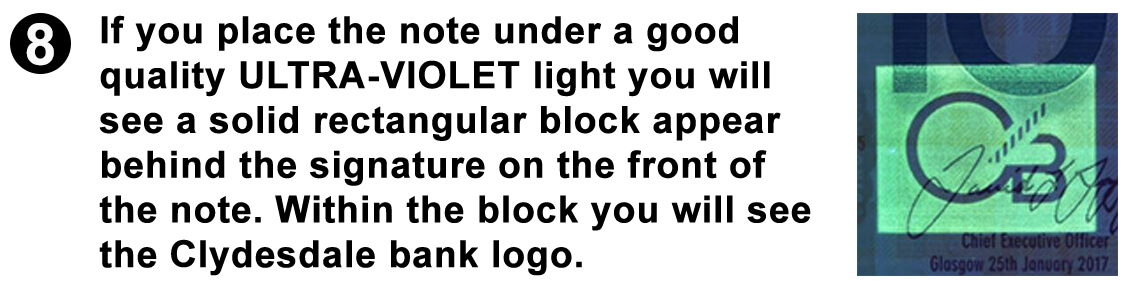 8
If you place the note under a good
quality ULTRA-VIOLET light you will
see a solid rectangular block appear
behind the signature on the front of
the note. Within the block you will see
the Clydesdale bank logo.
10
CB
Chief Executive Officer
Glasgow 25th January 2017